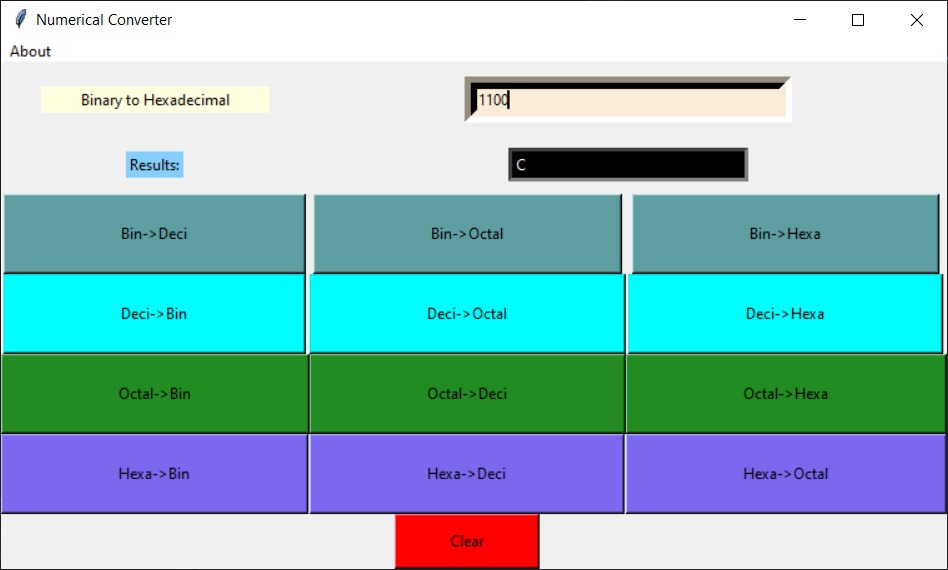 Numerical Converter
About
Binary to Hexadecimal
1100
Results:
C
Bin->Deci
Bin->Octal
Bin->Hexa
Deci->Bin
Deci->Octal
Deci->Hexa
Octal->Bin
Octal->Deci
Octal->Hexa
Hexa->Bin
Hexa->Deci
Hexa->Octal
Clear